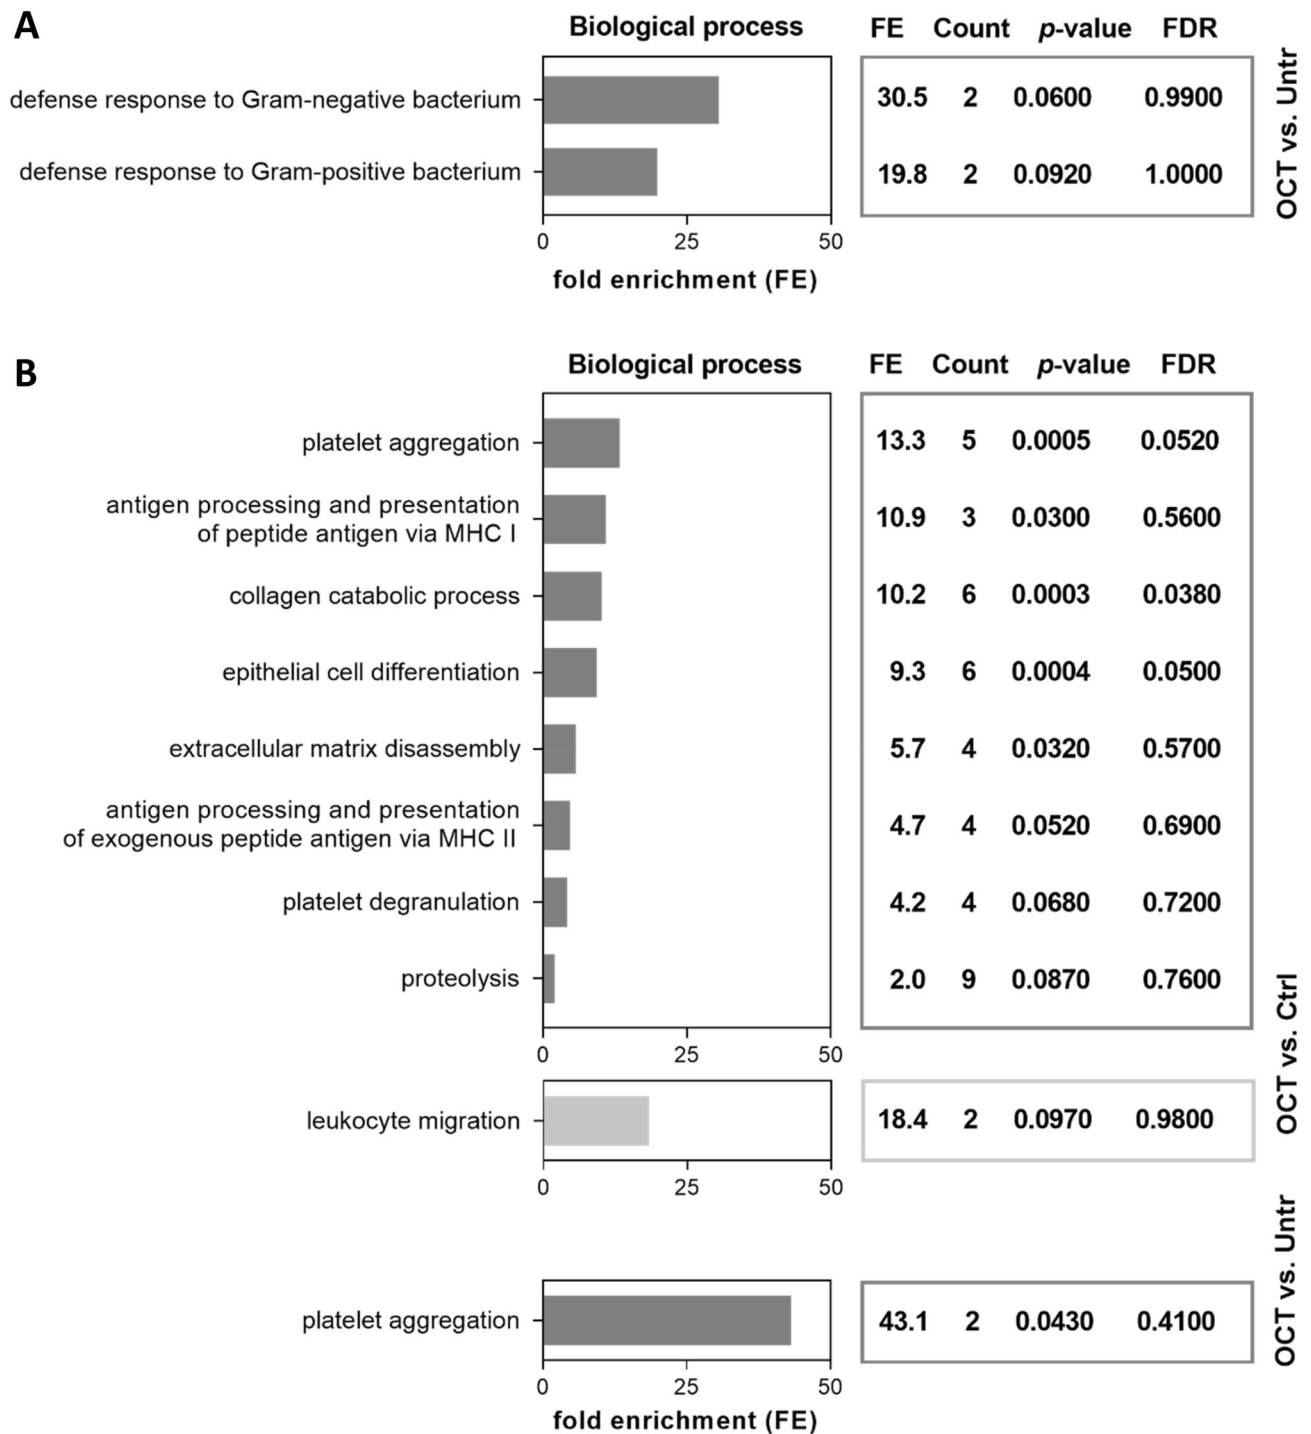 A
Biological process FE Count p-value FDR
defense response to Gram-negative bacterium 30.5 2 0.0600 0.9900
defense response to Gram-positive bacterium 19.8 2 0.0920 1.0000
OCT vs. Untr
0 25 50
fold enrichment (FE)
B
Biological process FE Count p-value FDR
platelet aggregation 13.3 5 0.0005 0.0520
antigen processing and presentation
of peptide antigen via MHC I 10.9 3 0.0300 0.5600
collagen catabolic process 10.2 6 0.0003 0.0380
epithelial cell differentiation 9.3 6 0.0004 0.0500
extracellular matrix disassembly 5.7 4 0.0320 0.5700
antigen processing and presentation
of exogenous peptide antigen via MHC II 4.7 4 0.0520 0.6900
platelet degranulation 4.2 4 0.0680 0.7200
proteolysis 2.0 9 0.0870 0.7600
0 25 50
OCT vs. Ctrl
leukocyte migration 18.4 2 0.0970 0.9800
0 25 50
platelet aggregation 43.1 2 0.0430 0.4100
OCT vs. Untr
0 25 50
fold enrichment (FE)